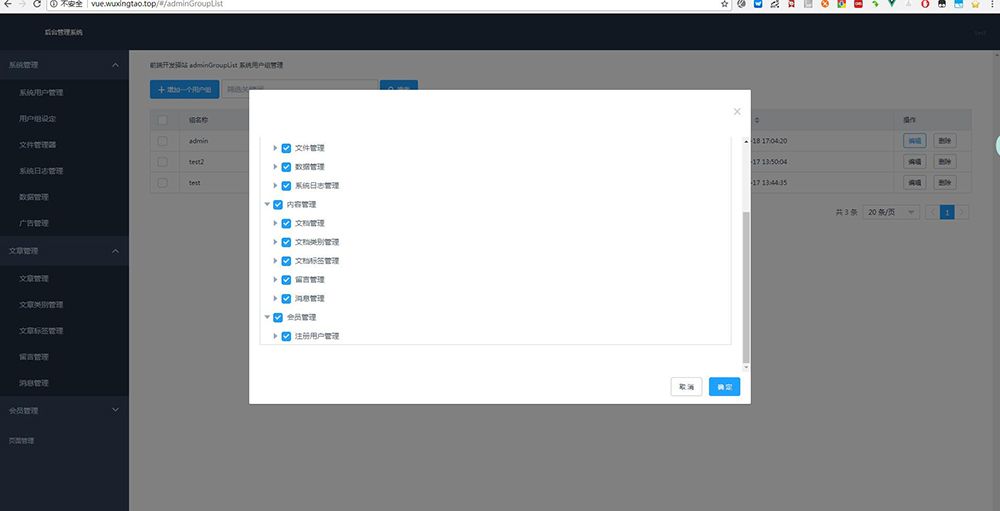 不安全 | vue.wuxingtao.top/#/adminGroupList
后台管理系统
系统管理
系统用户管理
用户组设定
文件管理器
系统日志管理
数据管理
广告管理
文章管理
文章管理
文章类别管理
文章标签管理
留言管理
消息管理
会员管理
页面管理
前端开发驿站 adminGroupList 系统用户组管理
增加一个用户组
组名称 操作
admin -18 17:04:20 编辑 删除
test2 -17 13:50:04 编辑 删除
test -17 13:44:35 编辑 删除
共 3 条 20 条/页 1
文件管理
数据管理
系统日志管理
内容管理
文档管理
文档类别管理
文档标签管理
留言管理
消息管理
会员管理
注册用户管理
取消 确定